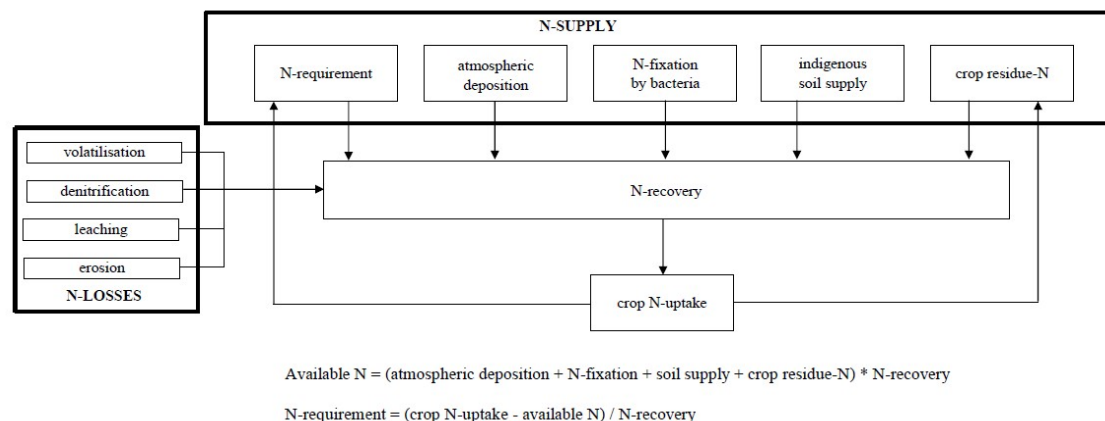 N-SUPPLY
N-requirement
atmospheric
deposition
N-fixation
by bacteria
indigenous
soil supply
crop residue-N
volatilisation
denitrification
leaching
erosion
N-LOSSES
N-recovery
crop N-uptake
Available N = (atmospheric deposition + N-fixation + soil supply + crop residue-N) * N-recovery
N-requirement = (crop N-uptake - available N) / N-recovery